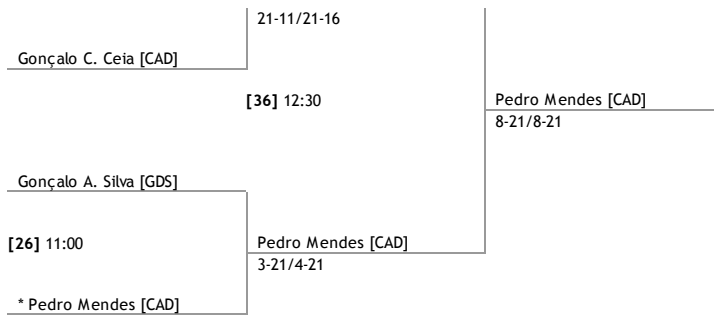 21-11/21-16
Gonçalo C. Ceia [CAD]
[36] 12:30
Pedro Mendes [CAD]
8-21/8-21
Gonçalo A. Silva [GDS]
[26] 11:00
Pedro Mendes [CAD]
3-21/4-21
* Pedro Mendes [CAD]